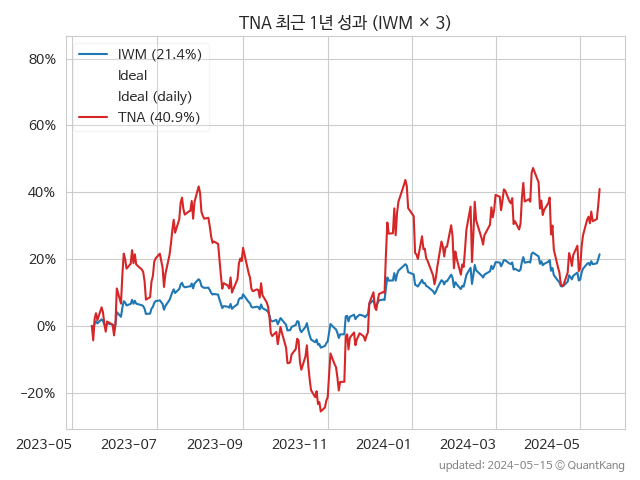 TNA 최근 1년 성과 (IWM × 3)
IWM (21.4%)
Ideal
Ideal (daily)
TNA (40.9%)
80%
60%
40%
20%
0%
−20%
2023-05 2023-07 2023-09 2023-11 2024-01 2024-03 2024-05
updated: 2024-05-15 © QuantKang